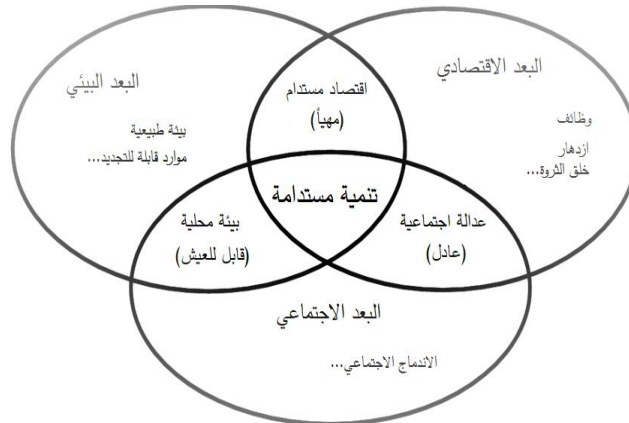 البعد الاقتصادي
وظائف
ازدهار
خلق الثروة...
اقتصاد مستدام
(مهيأ)
البعد البيئي
بيئة طبيعية
موارد قابلة للتجديد...
تنمية مستدامة
عدالة اجتماعية
(عادل)
بيئة محلية
(قابل للعيش)
البعد الاجتماعي
الاندماج الاجتماعي...